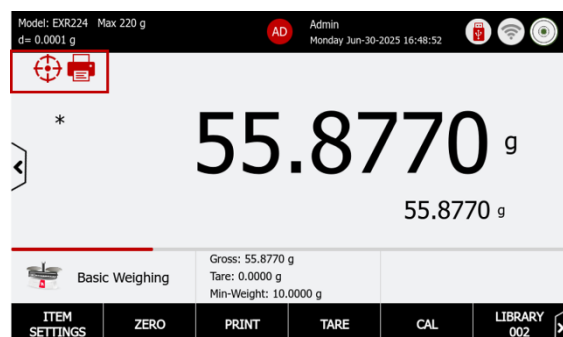 Model: EXR224 Max 220 g
d= 0.0001 g
AD
Admin
Monday Jun-30-2025 16:48:52
*
55.8770 g
55.8770 g
Basic Weighing
Gross: 55.8770 g
Tare: 0.0000 g
Min-Weight: 10.0000 g
ITEM
SETTINGS
ZERO
PRINT
TARE
CAL
LIBRARY
002